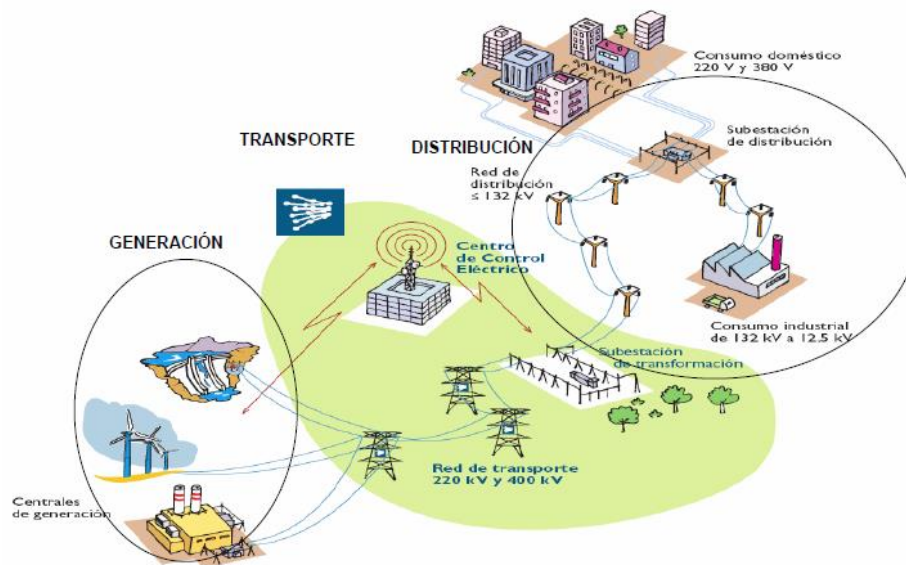 Consumo doméstico
220 V y 380 V
Subestación
de distribución
TRANSPORTE
DISTRIBUCIÓN
Red de
distribución
≤ 132 kV
GENERACIÓN
Centro
de Control
Eléctrico
Consumo industrial
de 132 kV a 12.5 kV
Subestación
de transformación
Red de transporte
220 kV y 400 kV
Centrales
de generación